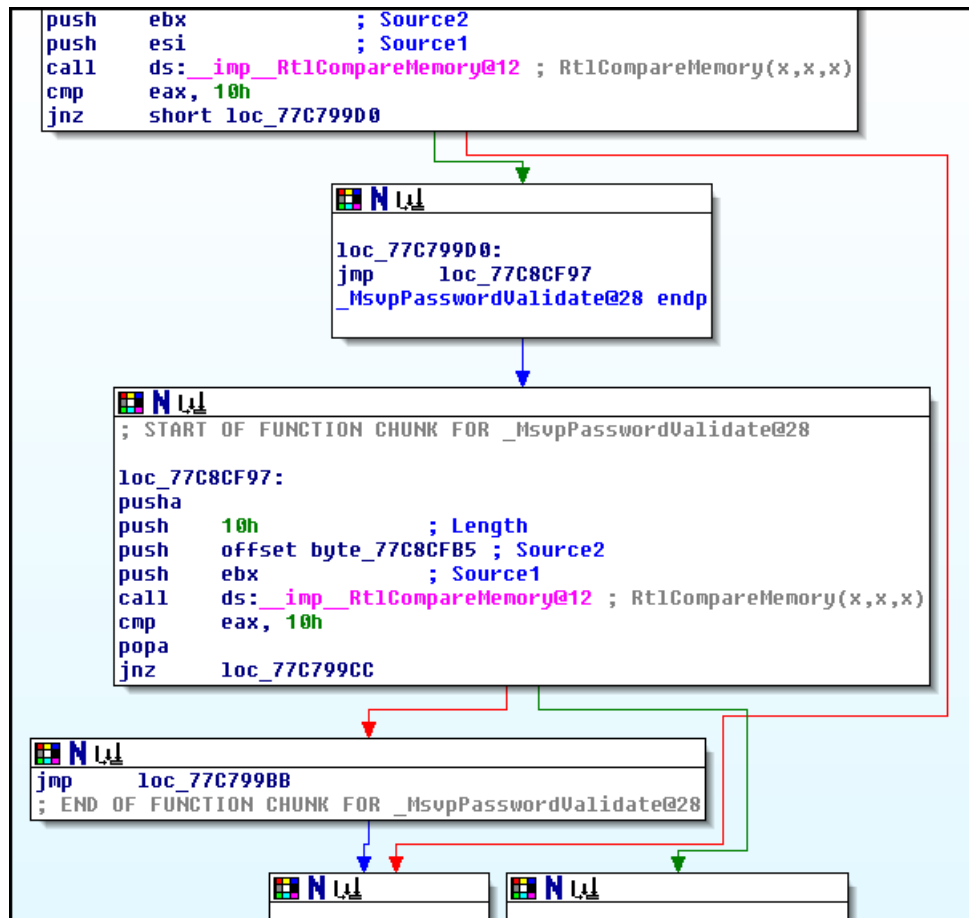 push ebx ; Source2
push esi ; Source1
call ds:__imp__RtlCompareMemory@12 ; RtlCompareMemory(x,x,x)
cmp eax, 10h
jnz short loc_77C799D0
loc_77C799D0:
jmp loc_77C8CF97
_MsvpPasswordValidate@28 endp
; START OF FUNCTION CHUNK FOR _MsvpPasswordValidate@28
loc_77C8CF97:
pusha
push 10h ; Length
push offset byte_77C8CFB5 ; Source2
push ebx ; Source1
call ds:__imp__RtlCompareMemory@12 ; RtlCompareMemory(x,x,x)
cmp eax, 10h
popa
jnz loc_77C799CC
jmp loc_77C799BB
; END OF FUNCTION CHUNK FOR _MsvpPasswordValidate@28